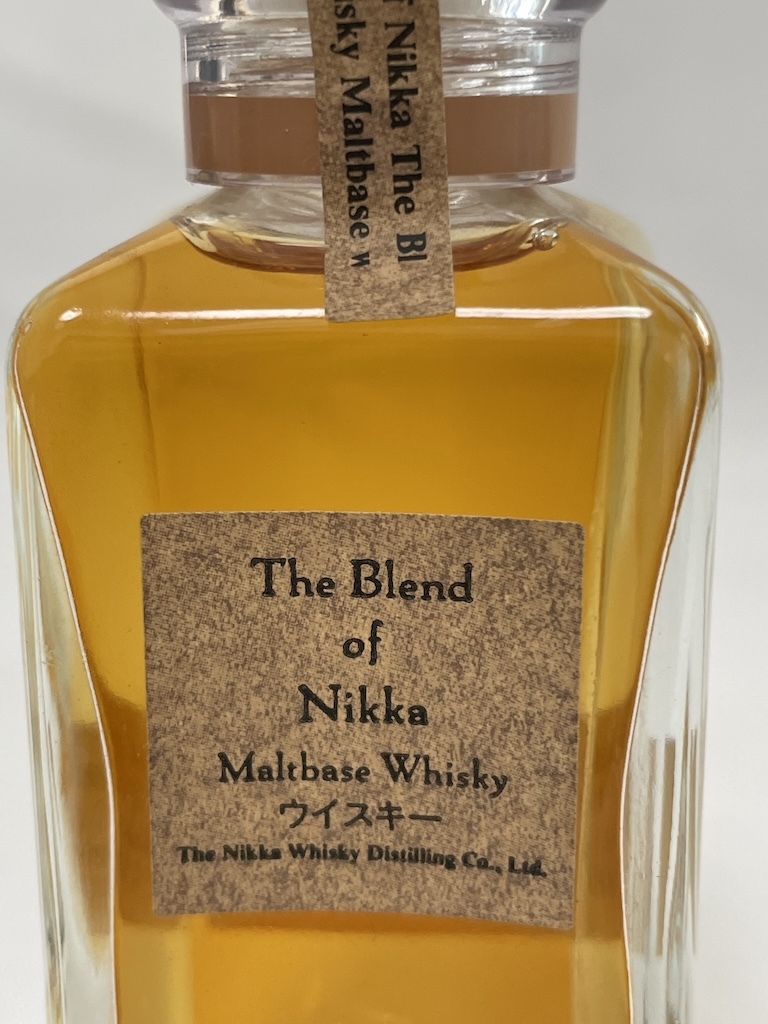 Nikka The Bl
Maltbase
The Blend
of
Nikka
Maltbase Whisky
ウイスキー
The Nikka Whisky Distilling Co., Ltd.